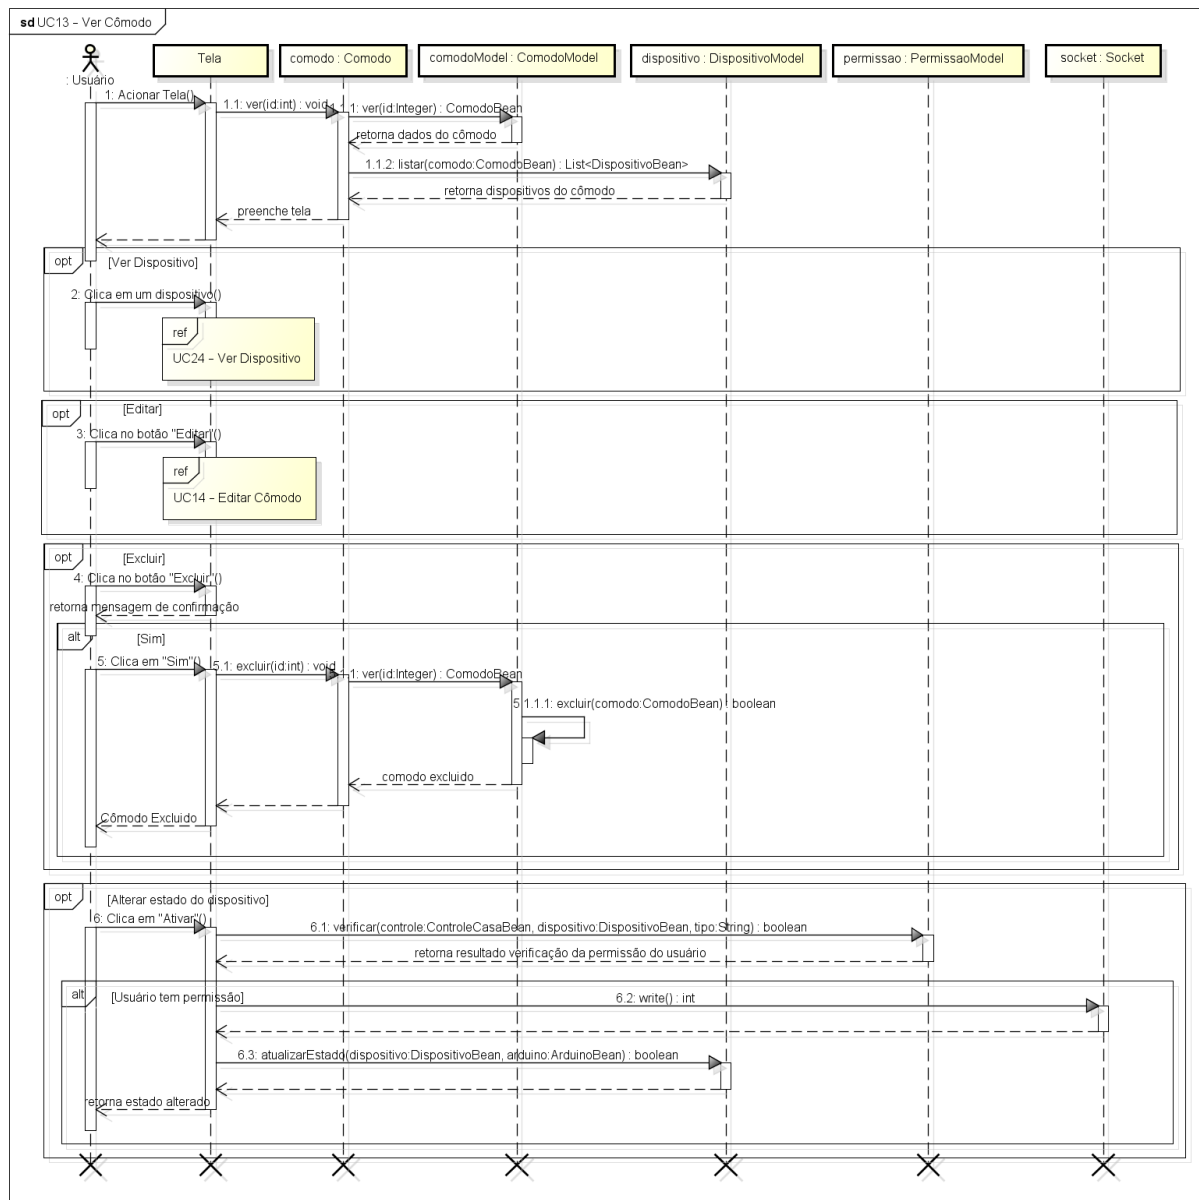 sd UC13 - Ver Cômodo
: Usuário
Tela
comodo : Comodo
comodoModel : ComodoModel
dispositivo : DispositivoModel
permissao : PermissaoModel
socket : Socket
1: Acionar Tela()
1.1: ver(id:int) : void
1.1: ver(id:Integer) : ComodoBean
retorna dados do cômodo
1.1.2: listar(comodo:ComodoBean) : List<DispositivoBean>
retorna dispositivos do cômodo
preenche tela
opt
[Ver Dispositivo]
2: Clica em um dispositivo()
ref
UC24 - Ver Dispositivo
opt
[Editar]
3: Clica no botão "Editar"()
ref
UC14 - Editar Cômodo
opt
[Excluir]
4: Clica no botão "Excluir"()
retorna mensagem de confirmação
alt
[Sim]
5: Clica em "Sim"()
5.1: excluir(id:int) : void
1: ver(id:Integer) : ComodoBean
5.1.1.1: excluir(comodo:ComodoBean) : boolean
comodo excluido
Cômodo Excluido
opt
[Alterar estado do dispositivo]
6: Clica em "Ativar"()
6.1: verificar(controle:ControleCasaBean, dispositivo:DispositivoBean, tipo:String) : boolean
retorna resultado verificação da permissão do usuário
alt
[Usuário tem permissão]
6.2: write() : int
6.3: atualizarEstado(dispositivo:DispositivoBean, arduino:ArduinoBean) : boolean
retorna estado alterado